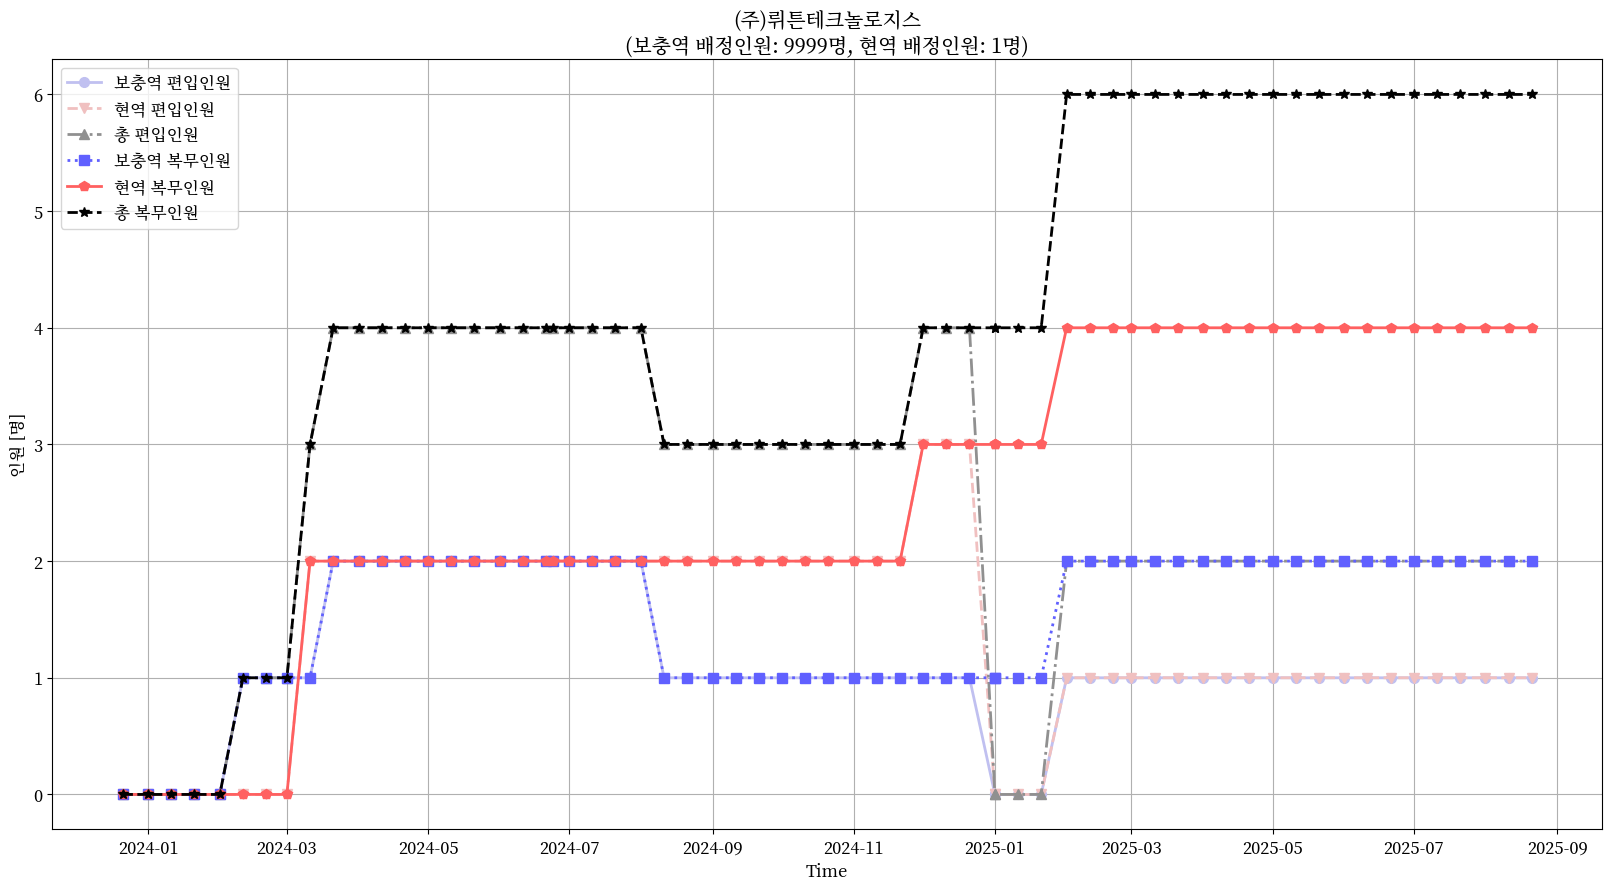 (주)뤼튼테크놀로지스
(보충역 배정인원: 9999명, 현역 배정인원: 1명)
보충역 편입인원
현역 편입인원
총 편입인원
보충역 복무인원
현역 복무인원
총 복무인원
6
5
4
3
2
1
0
인원 [명]
2024-01
2024-03
2024-05
2024-07
2024-09
2024-11
2025-01
2025-03
2025-05
2025-07
2025-09
Time